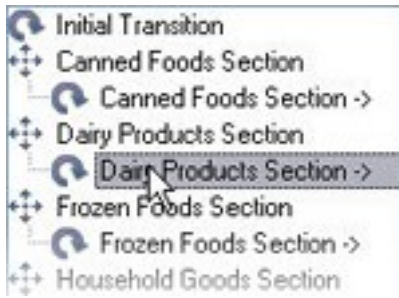 Initial Transition
Canned Foods Section
Canned Foods Section ->
Dairy Products Section
Dairy Products Section ->
Frozen Foods Section
Frozen Foods Section ->
Household Goods Section